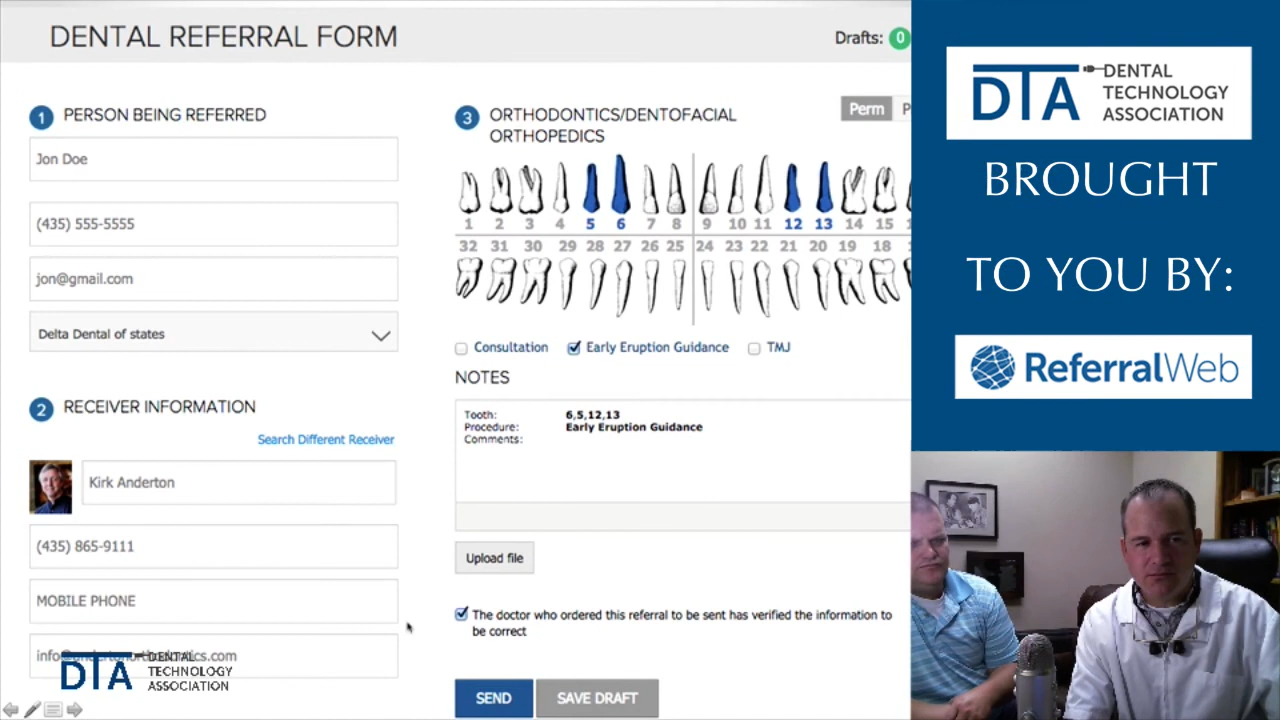 DENTAL REFERRAL FORM
Drafts: 0
1 PERSON BEING REFERRED
Jon Doe
(435) 555-5555
jon@gmail.com
Delta Dental of states
2 RECEIVER INFORMATION
Search Different Receiver
Kirk Anderton
(435) 865-9111
MOBILE PHONE
DTA DENTAL
TECHNOLOGY
ASSOCIATION
3 ORTHODONTICS/DENTOFACIAL
ORTHOPEDICS
Perm P
1 2 3 4 5 6 7 8 9 10 11 12 13 14 15
32 31 30 29 28 27 26 25 24 23 22 21 20 19 18
Consultation Early Eruption Guidance TMJ
NOTES
Tooth: 6,5,12,13
Procedure: Early Eruption Guidance
Comments:
Upload file
The doctor who ordered this referral to be sent has verified the information to
be correct
SEND SAVE DRAFT
DTA DENTAL
TECHNOLOGY
ASSOCIATION
BROUGHT
TO YOU BY:
ReferralWeb